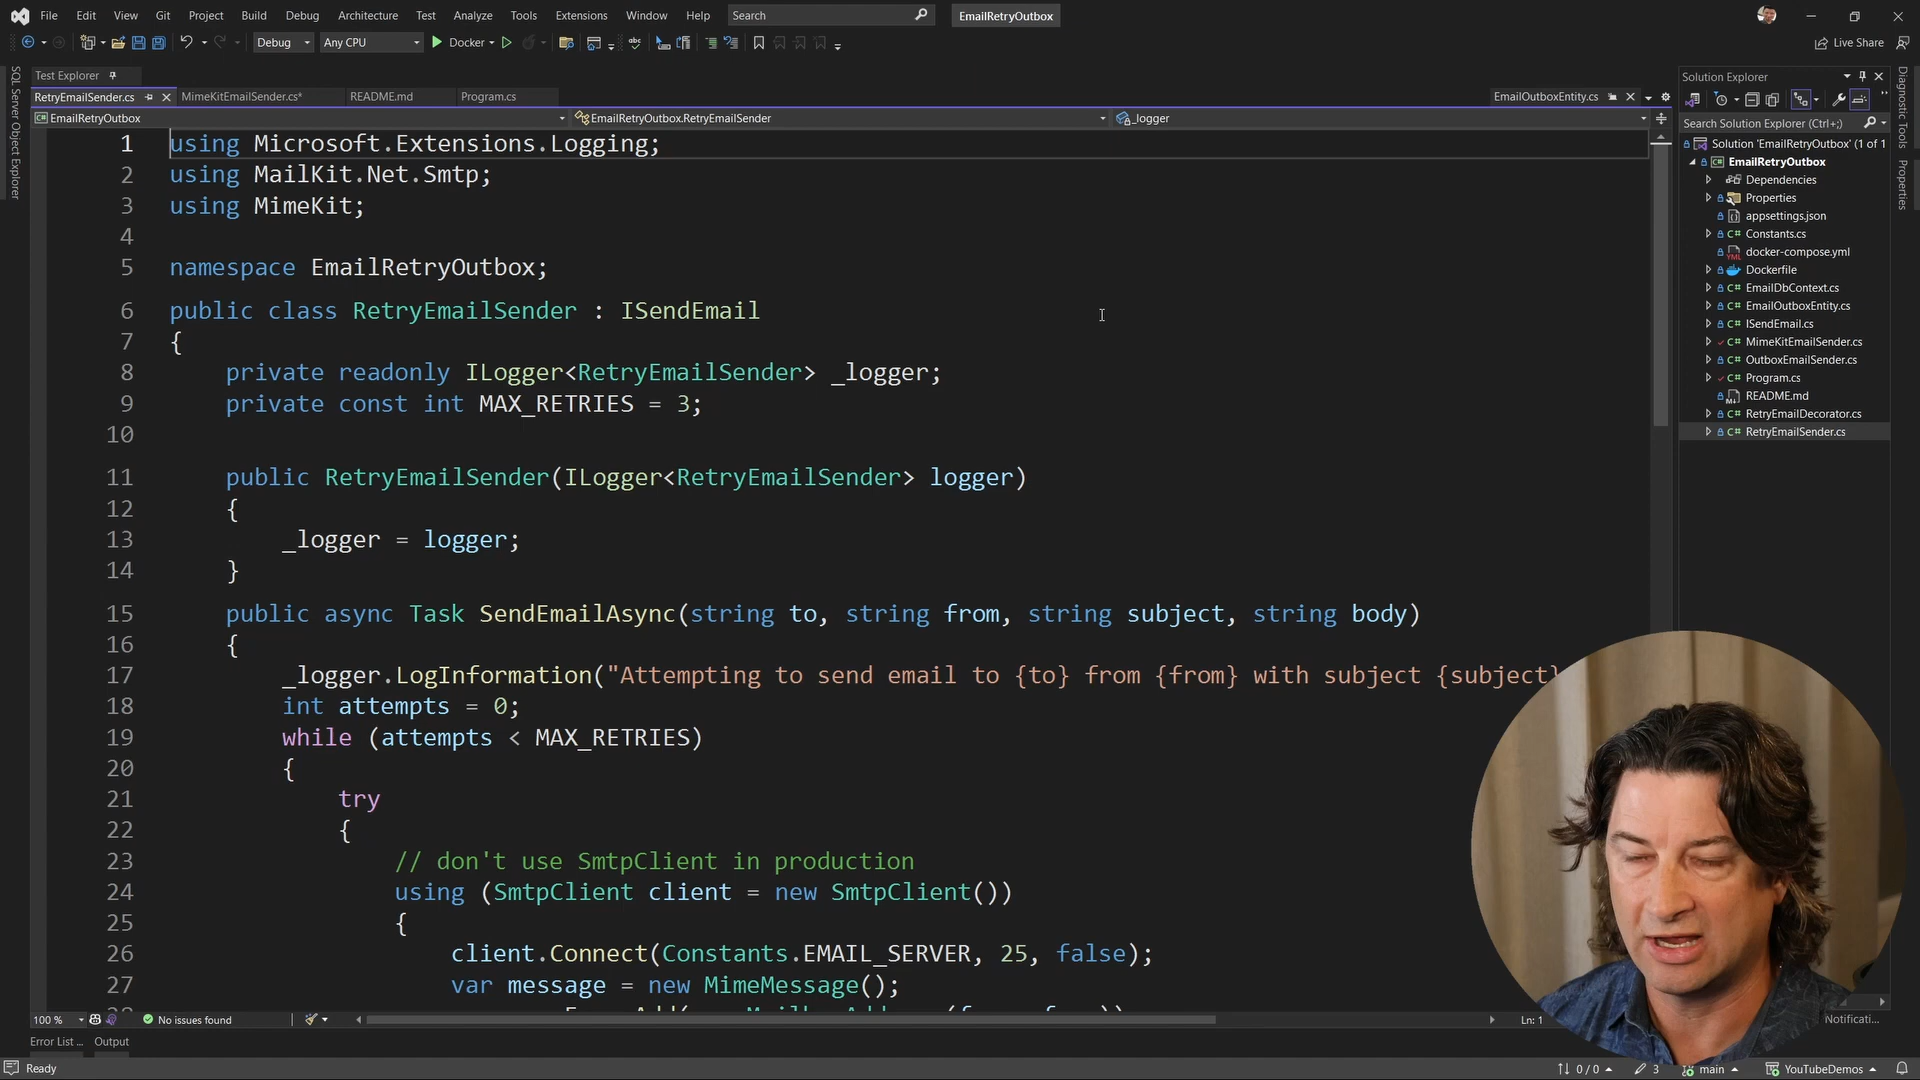 File Edit View Git Project Build Debug Architecture Test Analyze Tools Extensions Window Help Search EmailRetryOutbox
Debug Any CPU Docker Live Share
Test Explorer
RetryEmailSender.cs MimeKitEmailSender.cs* README.md Program.cs EmailOutboxEntity.cs
EmailRetryOutbox EmailRetryOutbox.RetryEmailSender _logger
1 using Microsoft.Extensions.Logging;
2 using MailKit.Net.Smtp;
3 using MimeKit;
4
5 namespace EmailRetryOutbox;
6 public class RetryEmailSender : ISendEmail
7 {
8 private readonly ILogger<RetryEmailSender> _logger;
9 private const int MAX_RETRIES = 3;
10
11 public RetryEmailSender(ILogger<RetryEmailSender> logger)
12 {
13 _logger = logger;
14 }
15 public async Task SendEmailAsync(string to, string from, string subject, string body)
16 {
17 _logger.LogInformation("Attempting to send email to {to} from {from} with subject {subject}
18 int attempts = 0;
19 while (attempts < MAX_RETRIES)
20 {
21 try
22 {
23 // don't use SmtpClient in production
24 using (SmtpClient client = new SmtpClient())
25 {
26 client.Connect(Constants.EMAIL_SERVER, 25, false);
27 var message = new MimeMessage();
100 % No issues found Ln: 1
Error List ... Output
Ready 0 / 0 3 main YouTubeDemos
SQL Server Object Explorer
Solution Explorer
Search Solution Explorer (Ctrl+;)
Solution 'EmailRetryOutbox' (1 of 1
EmailRetryOutbox
Dependencies
Properties
appsettings.json
C# Constants.cs
docker-compose.yml
Dockerfile
C# EmailDbContext.cs
C# EmailOutboxEntity.cs
C# ISendEmail.cs
C# MimeKitEmailSender.cs
C# OutboxEmailSender.cs
C# Program.cs
README.md
C# RetryEmailDecorator.cs
C# RetryEmailSender.cs
Notificati...
Diagnostic Tools
Properties